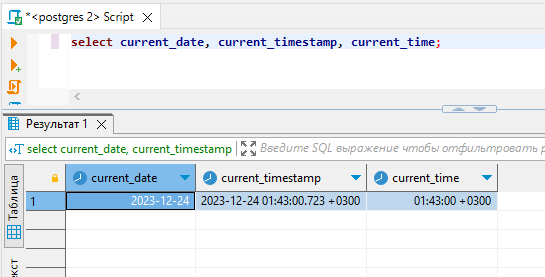 *<postgres 2> Script
select current_date, current_timestamp, current_time;
Результат 1
select current_date, current_timestamp
Введите SQL выражение чтобы отфильтровать
Таблица
current_date
current_timestamp
current_time
1
2023-12-24
2023-12-24 01:43:00.723 +0300
01:43:00 +0300